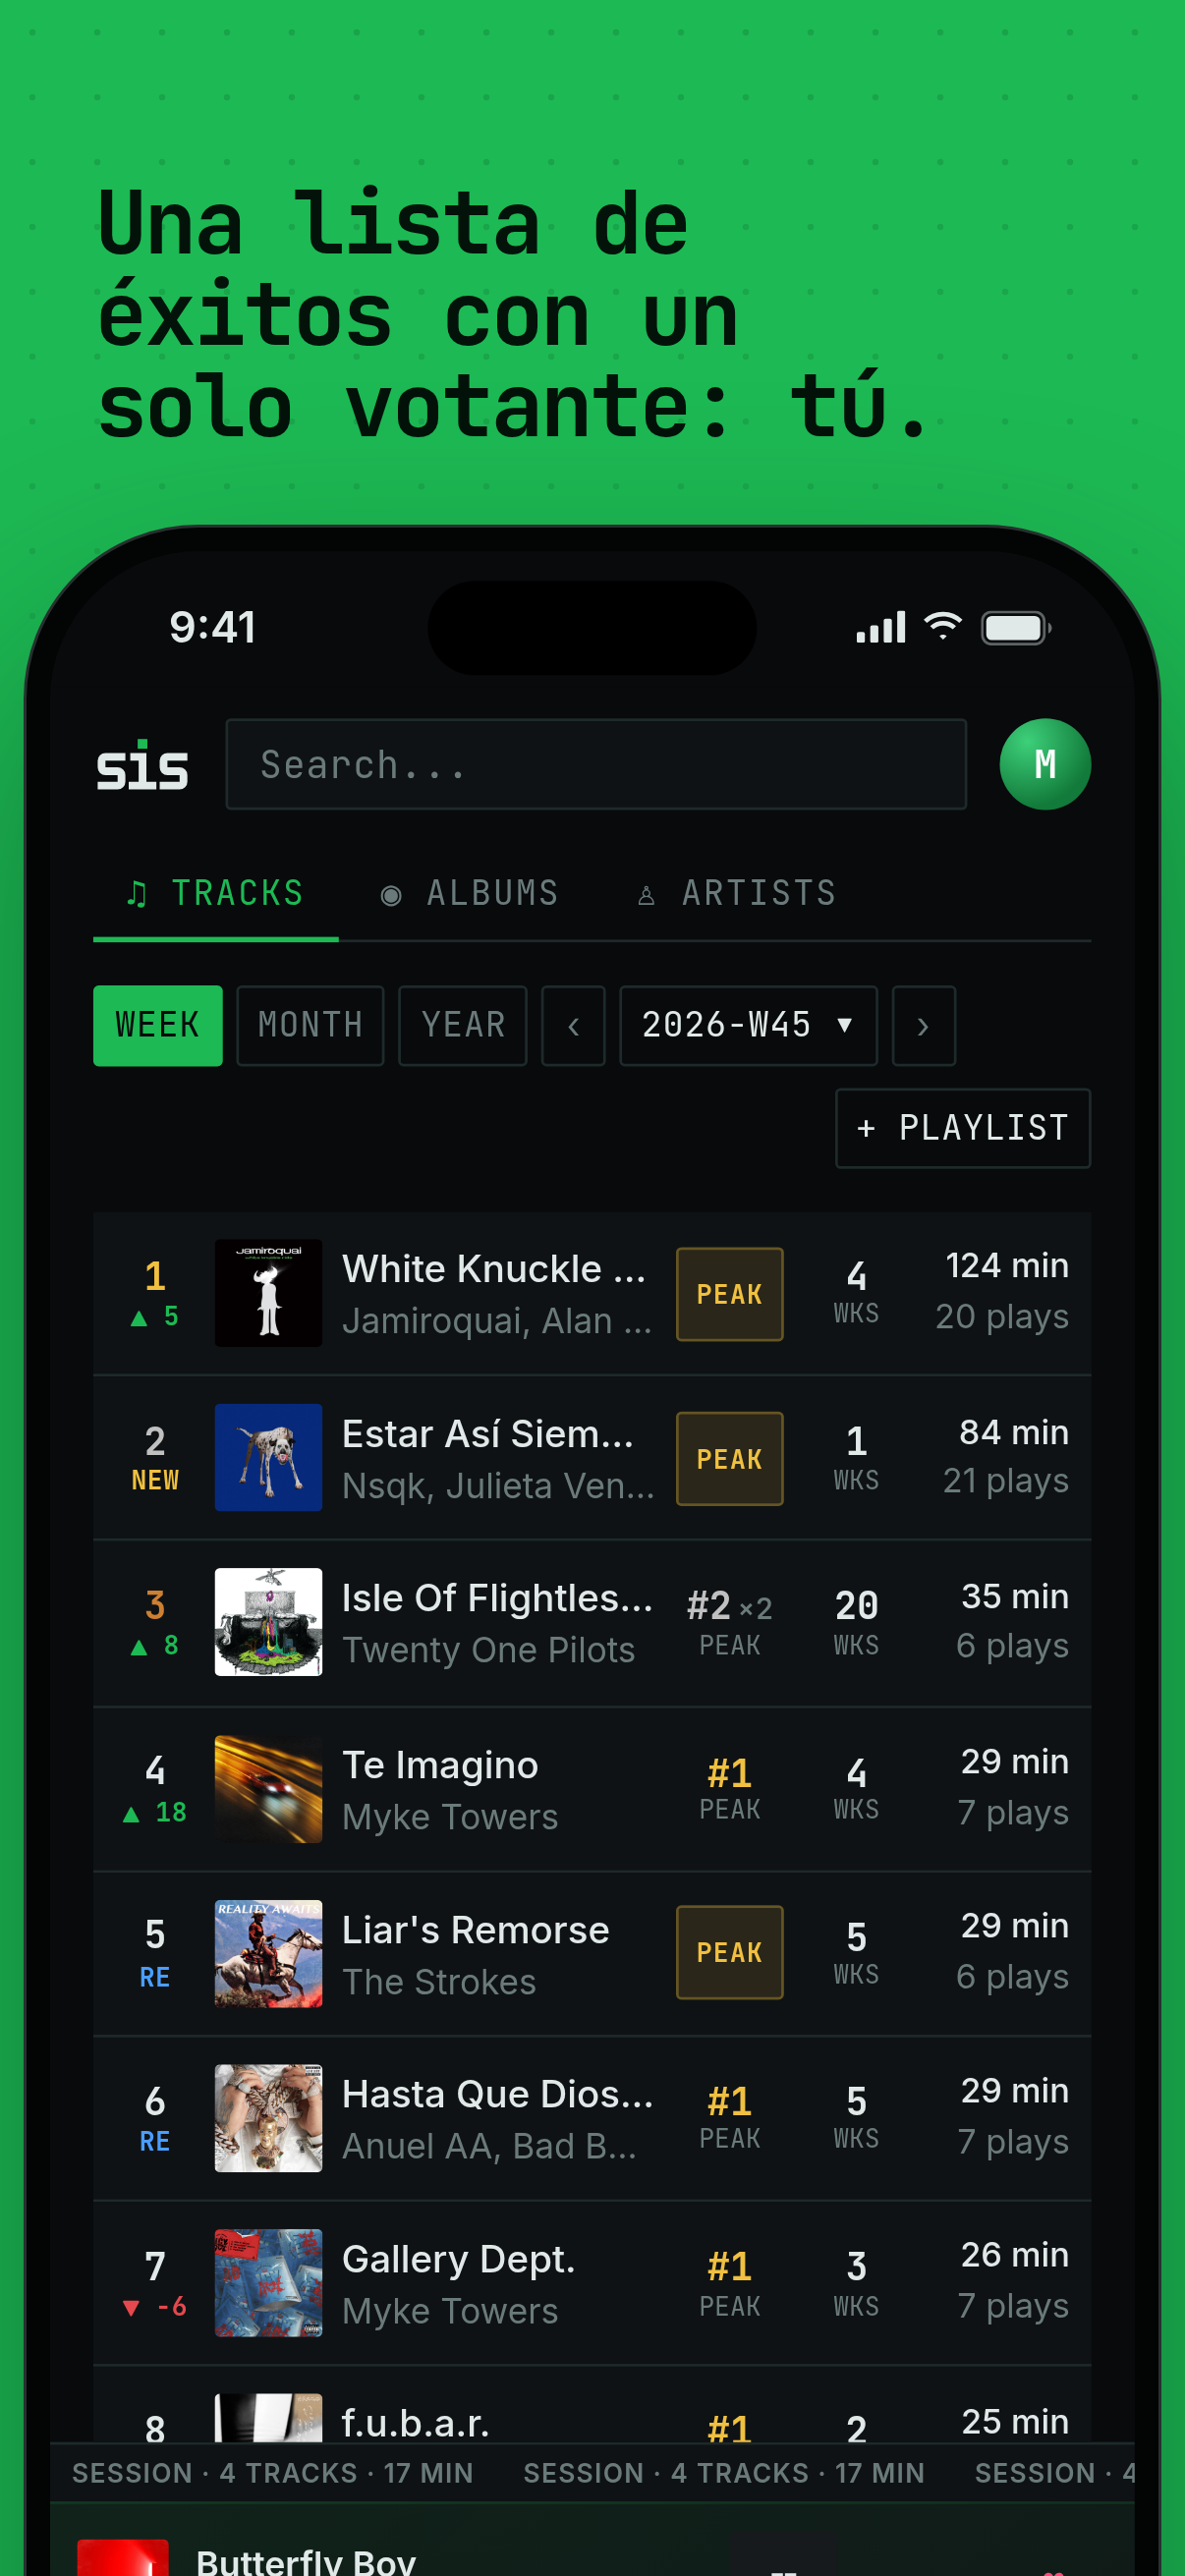 Una lista de
éxitos con un
solo votante: tú.
9:41
sis
Search...
M
♫ TRACKS
◉ ALBUMS
♙ ARTISTS
WEEK
MONTH
YEAR
‹
2026-W45 ▼
›
+ PLAYLIST
1
▲ 5
Jamiroquai
White Knuckle ...
Jamiroquai, Alan ...
PEAK
4
WKS
124 min
20 plays
2
NEW
Estar Así Siem...
Nsqk, Julieta Ven...
PEAK
1
WKS
84 min
21 plays
3
▲ 8
Isle Of Flightles...
Twenty One Pilots
#2 ×2
PEAK
20
WKS
35 min
6 plays
4
▲ 18
Te Imagino
Myke Towers
#1
PEAK
4
WKS
29 min
7 plays
5
RE
REALITY AWAITS
Liar's Remorse
The Strokes
PEAK
5
WKS
29 min
6 plays
6
RE
Hasta Que Dios...
Anuel AA, Bad B...
#1
PEAK
5
WKS
29 min
7 plays
7
▼ -6
Gallery Dept.
Myke Towers
#1
PEAK
3
WKS
26 min
7 plays
8
f.u.b.a.r.
#1
2
25 min
SESSION · 4 TRACKS · 17 MIN SESSION · 4 TRACKS · 17 MIN SESSION · 4
Butterfly Boy